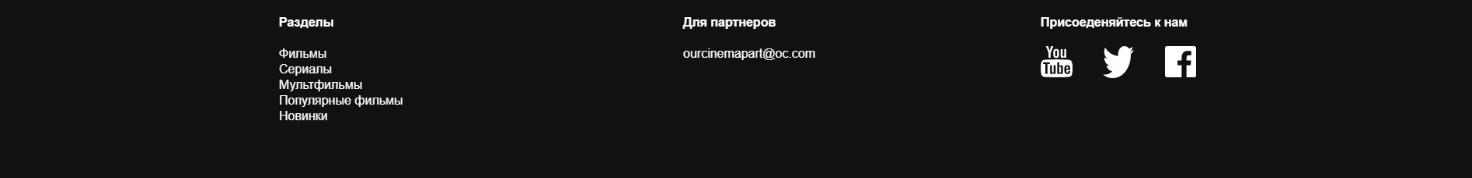 Разделы
Фильмы
Сериалы
Мультфильмы
Популярные фильмы
Новинки
Для партнеров
ourcinemapart@oc.com
Присоеденяйтесь к нам
You
Tube